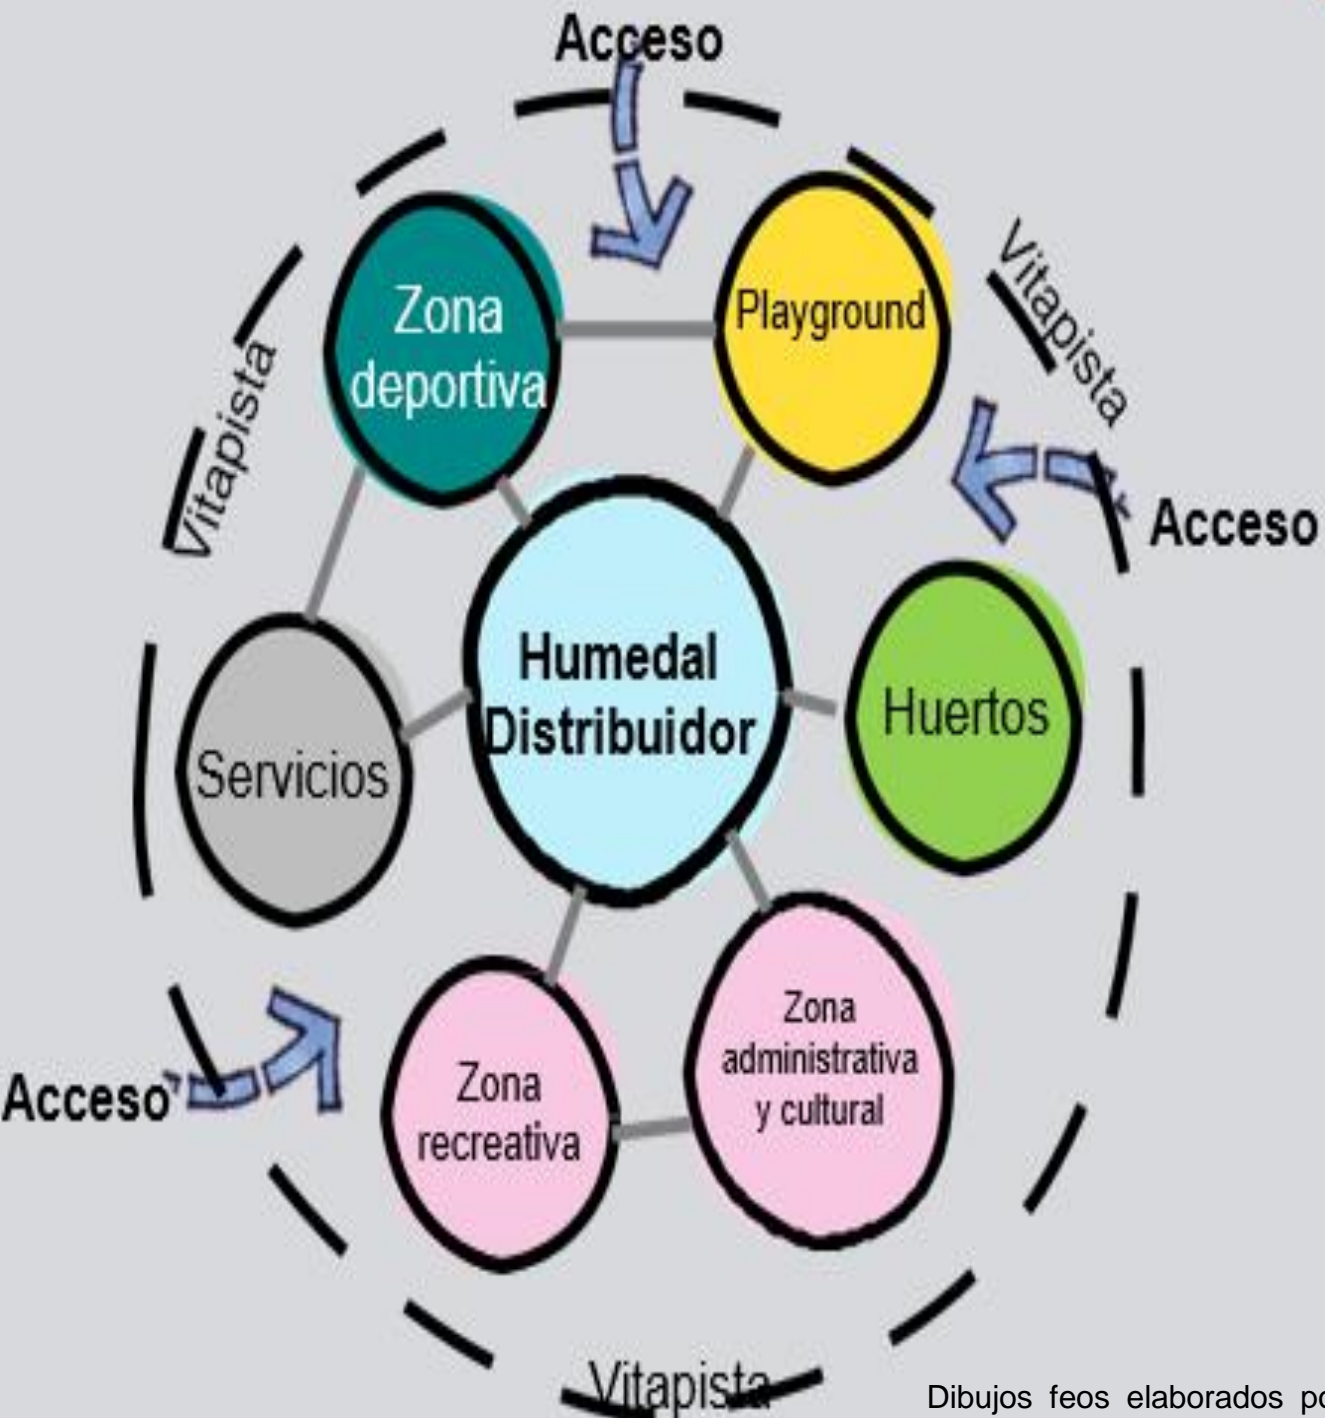 Acceso
Zona
deportiva
Playground
Vitapista
Vitapista
Acceso
Humedal
Distribuidor
Huertos
Servicios
Zona
administrativa
y cultural
Zona
recreativa
Acceso
Vitapista
Dibujos feos elaborados